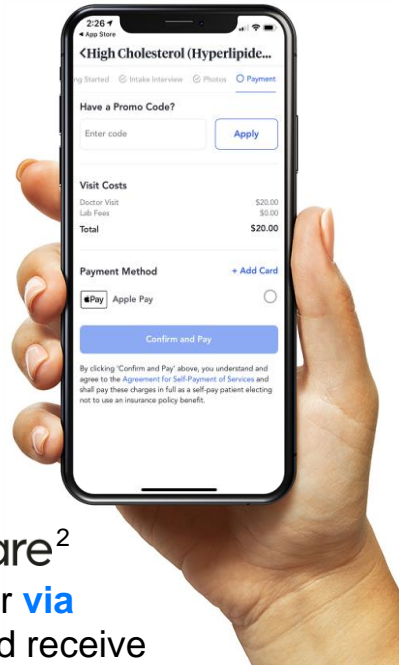 2:26
App Store
High Cholesterol (Hyperlipide...
ng Started Intake Interview Photos Payment
Have a Promo Code?
Enter code Apply
Visit Costs
Doctor Visit $20.00
Lab Fees $0.00
Total $20.00
Payment Method + Add Card
Pay Apple Pay
Confirm and Pay
By clicking 'Confirm and Pay' above, you understand and
agree to the Agreement for Self-Payment of Services and
shall pay these charges in full as a self-pay patient electing
not to use an insurance policy benefit.
are2
r via
d receive